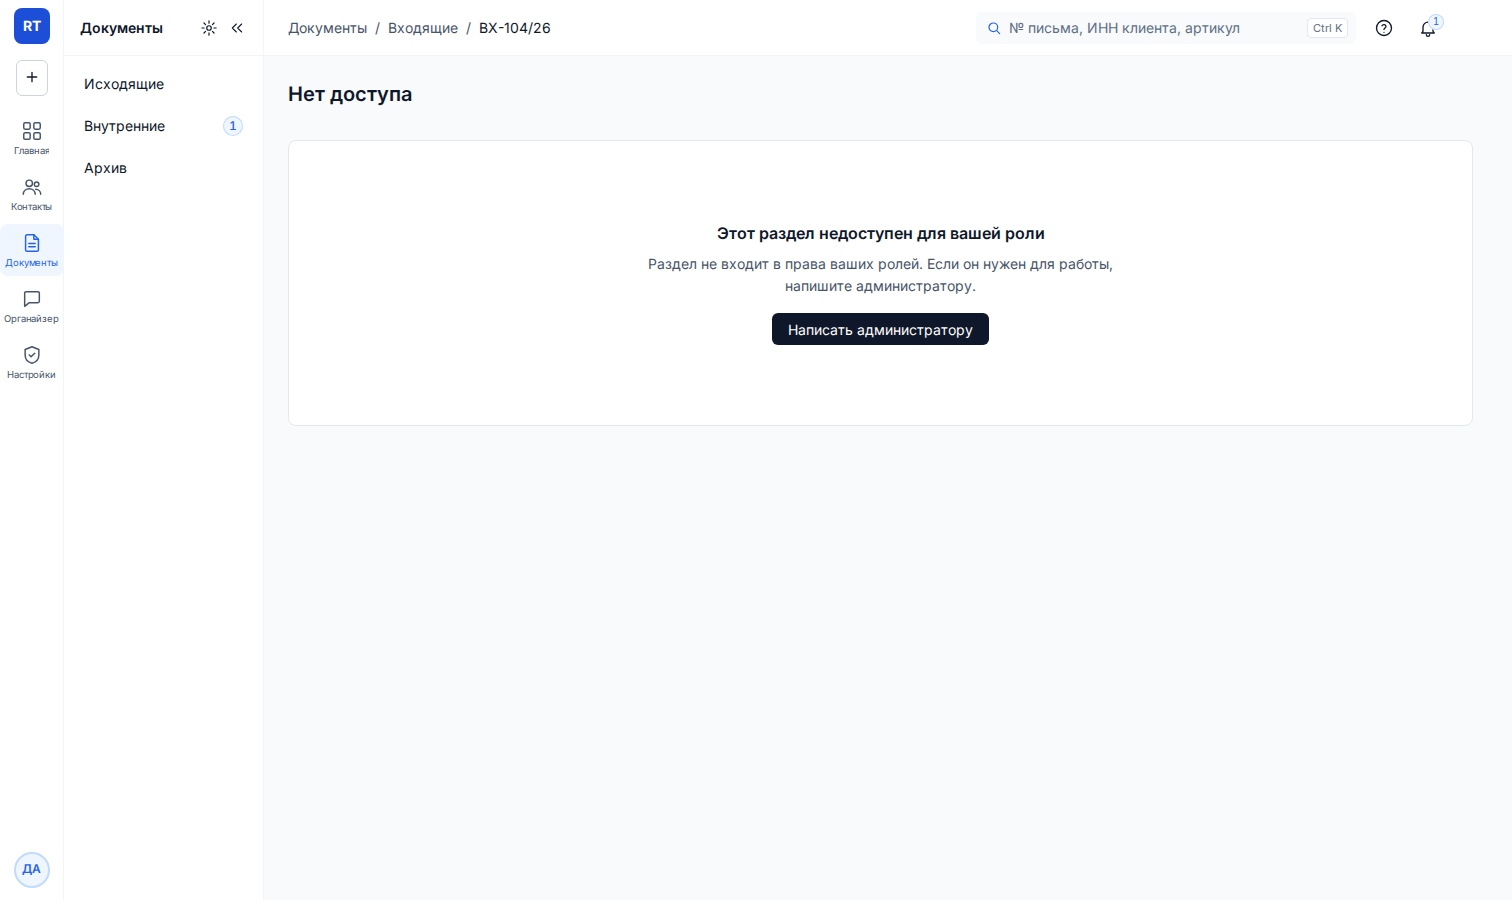 RT
Главная
Контакты
Документы
Органайзер
Настройки
ДА
Документы
Исходящие
Внутренние 1
Архив
Документы / Входящие / ВХ-104/26
№ письма, ИНН клиента, артикул Ctrl K
1
Нет доступа
Этот раздел недоступен для вашей роли
Раздел не входит в права ваших ролей. Если он нужен для работы,
напишите администратору.
Написать администратору